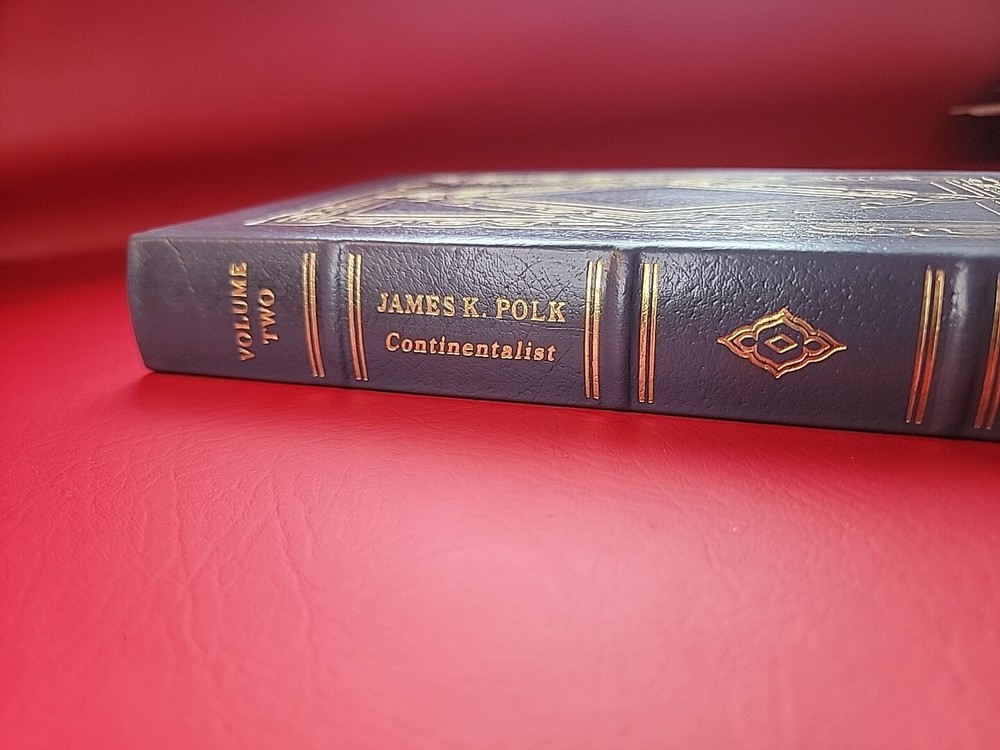 VOLUME
TWO
JAMES K. POLK
Continentalist